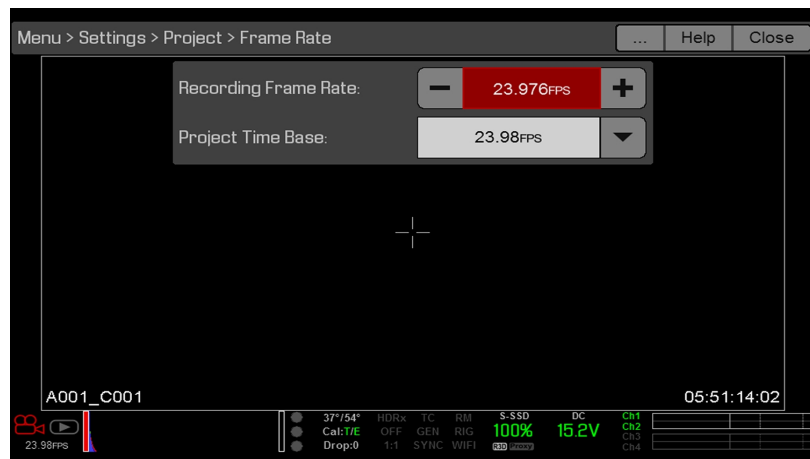 Menu > Settings > Project > Frame Rate ... Help Close
Recording Frame Rate: − 23.976FPS +
Project Time Base: 23.98FPS
A001_C001 05:51:14:02
37°/54° HDRx TC RM S-SSD DC Ch1
Cal:T/E OFF GEN RIG 100% 15.2V Ch2
Ch3
23.98FPS Drop:0 1:1 SYNC WIFI R3D Proxy Ch4